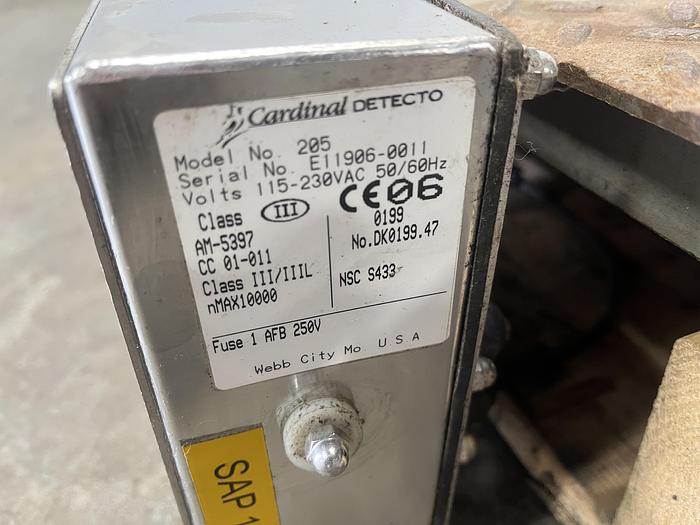 Cardinal DETECTO
Model No. 205
Serial No. E11906-0011
Volts 115-230VAC 50/60Hz
Class III CE06
AM-5397 0199
CC 01-011 No.DK0199.47
Class III/IIIL NSC S433
nMAX10000
Fuse 1 AFB 250V
Webb City Mo. U.S.A
SAP 1